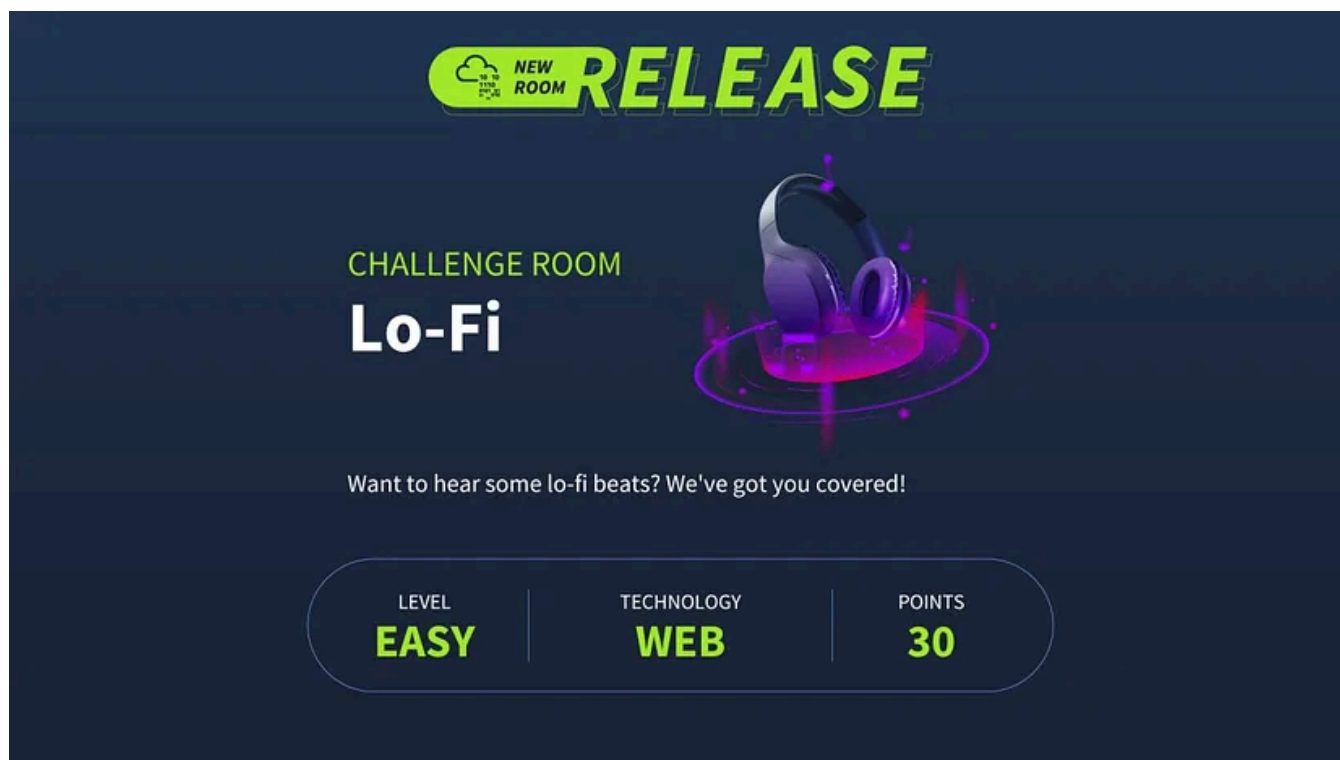 NEW
ROOM
RELEASE
CHALLENGE ROOM
Lo-Fi
Want to hear some lo-fi beats? We've got you covered!
LEVEL
EASY
TECHNOLOGY
WEB
POINTS
30